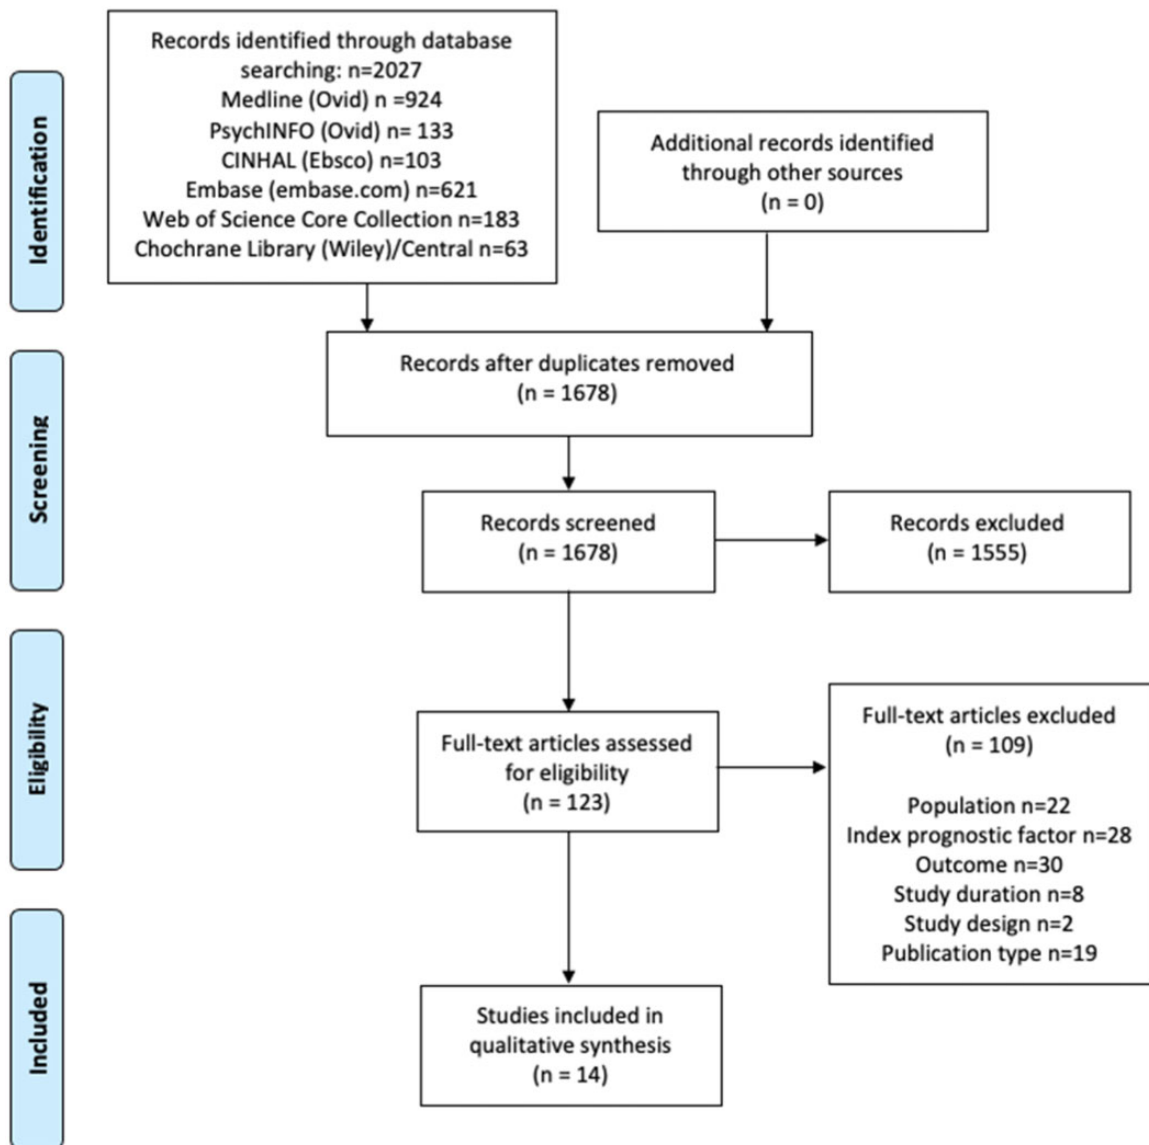 Identification
Records identified through database
searching: n=2027
Medline (Ovid) n =924
PsychINFO (Ovid) n= 133
CINHAL (Ebsco) n=103
Embase (embase.com) n=621
Web of Science Core Collection n=183
Chochrane Library (Wiley)/Central n=63
Additional records identified
through other sources
(n = 0)
Records after duplicates removed
(n = 1678)
Screening
Records screened
(n = 1678)
Records excluded
(n = 1555)
Eligibility
Full-text articles assessed
for eligibility
(n = 123)
Full-text articles excluded
(n = 109)
Population n=22
Index prognostic factor n=28
Outcome n=30
Study duration n=8
Study design n=2
Publication type n=19
Included
Studies included in
qualitative synthesis
(n = 14)